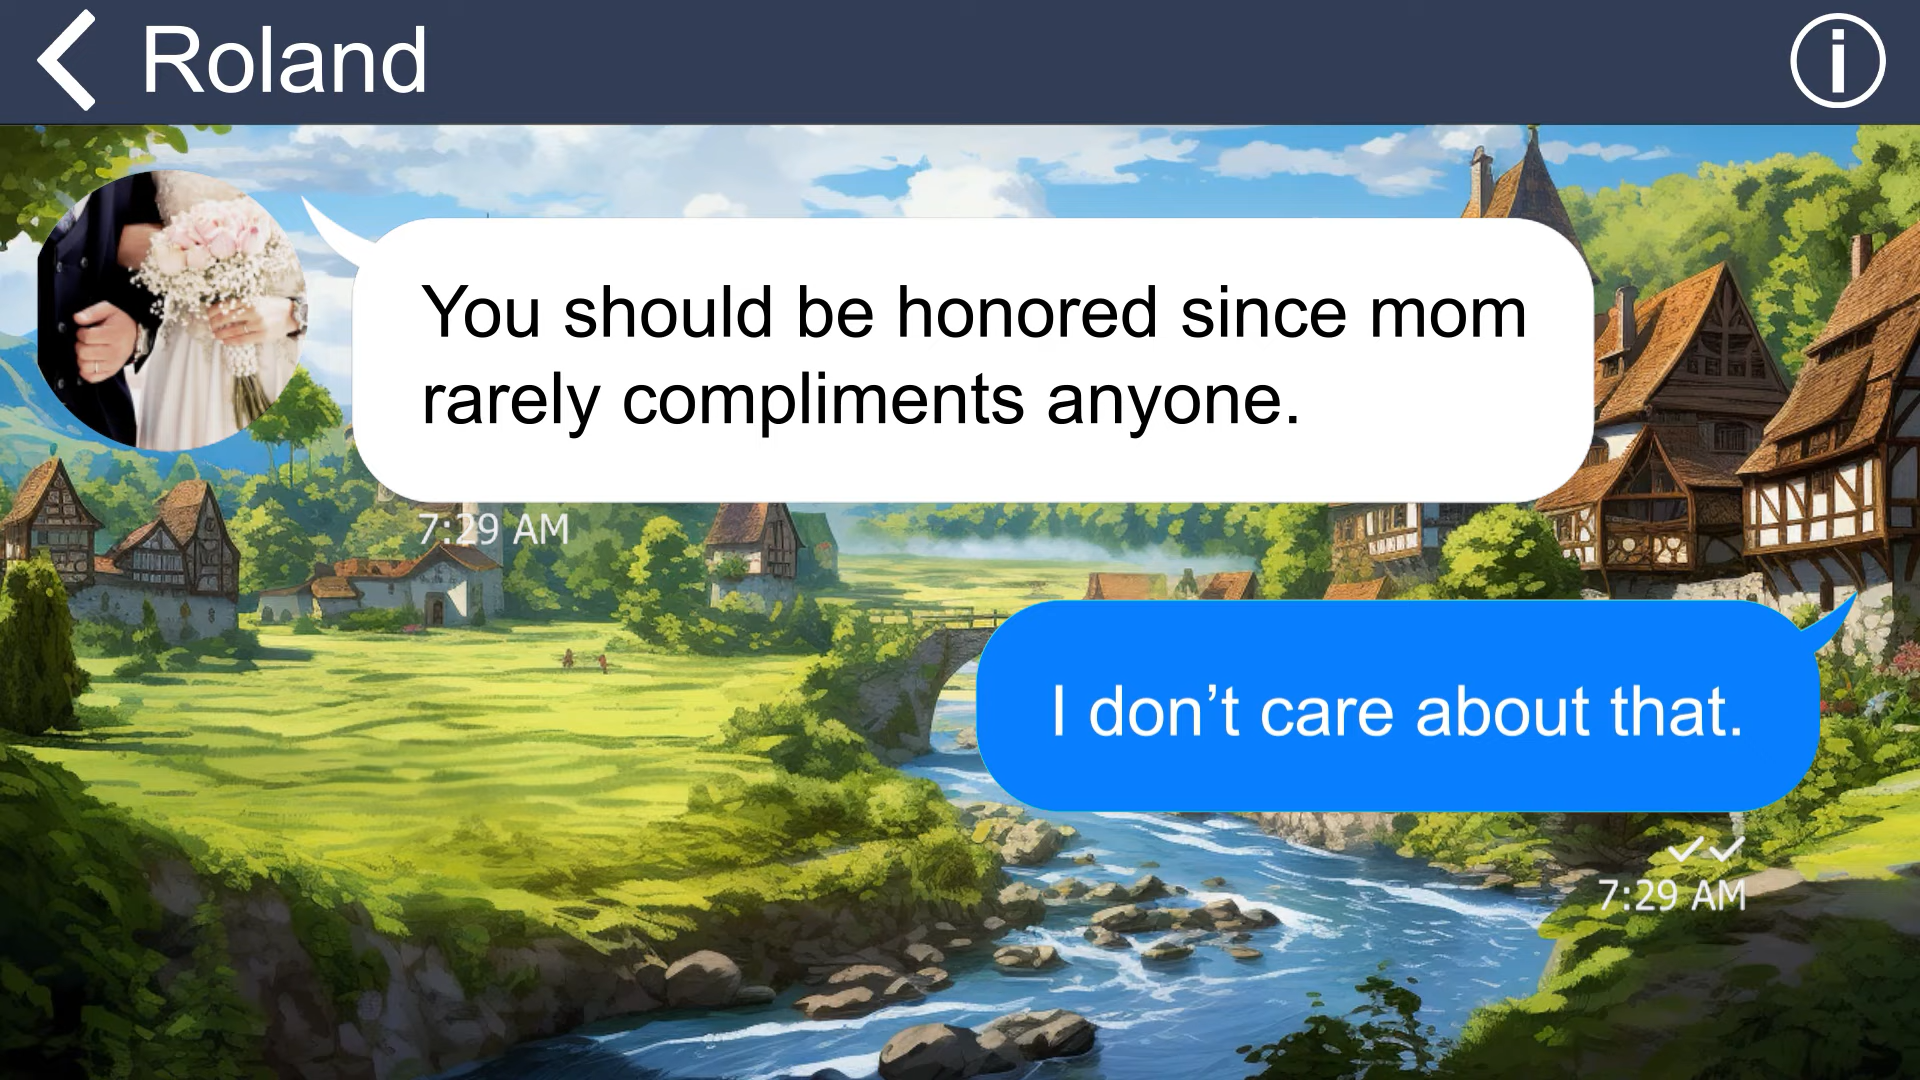 Roland
You should be honored since mom
rarely compliments anyone.
7:29 AM
I don’t care about that.
7:29 AM